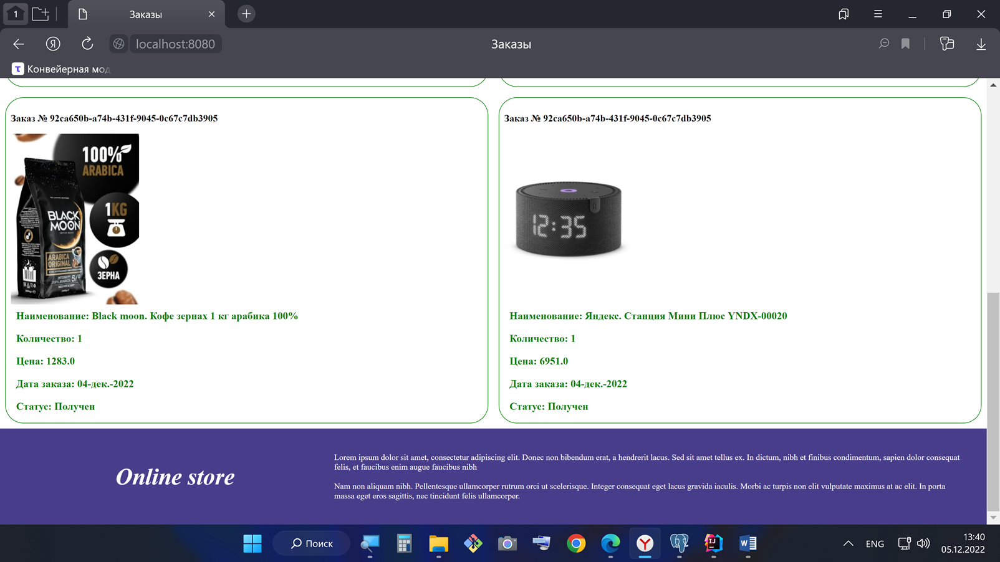 1
Заказы
localhost:8080
Заказы
Конвейерная мод
Заказ № 92ca650b-a74b-431f-9045-0c67c7db3905
Заказ № 92ca650b-a74b-431f-9045-0c67c7db3905
100%
ARABICA
1KG
BLACK
MOON
ARABICA
ORIGINAL
ЗЕРНА
12:35
Наименование: Black moon. Кофе зернах 1 кг арабика 100%
Количество: 1
Цена: 1283.0
Дата заказа: 04-дек.-2022
Статус: Получен
Наименование: Яндекс. Станция Мини Плюс YNDX-00020
Количество: 1
Цена: 6951.0
Дата заказа: 04-дек.-2022
Статус: Получен
Online store
Lorem ipsum dolor sit amet, consectetur adipiscing elit. Donec non bibendum erat, a hendrerit lacus. Sed sit amet tellus ex. In dictum, nibh et finibus condimentum, sapien dolor consequat
felis, et faucibus enim augue faucibus nibh
Nam non aliquam nibh. Pellentesque ullamcorper rutrum orci ut scelerisque. Integer consequat eget lacus gravida iaculis. Morbi ac turpis non elit vulputate maximus at ac elit. In porta
massa eget eros sagittis, nec tincidunt felis ullamcorper.
Поиск
ENG
13:40
05.12.2022